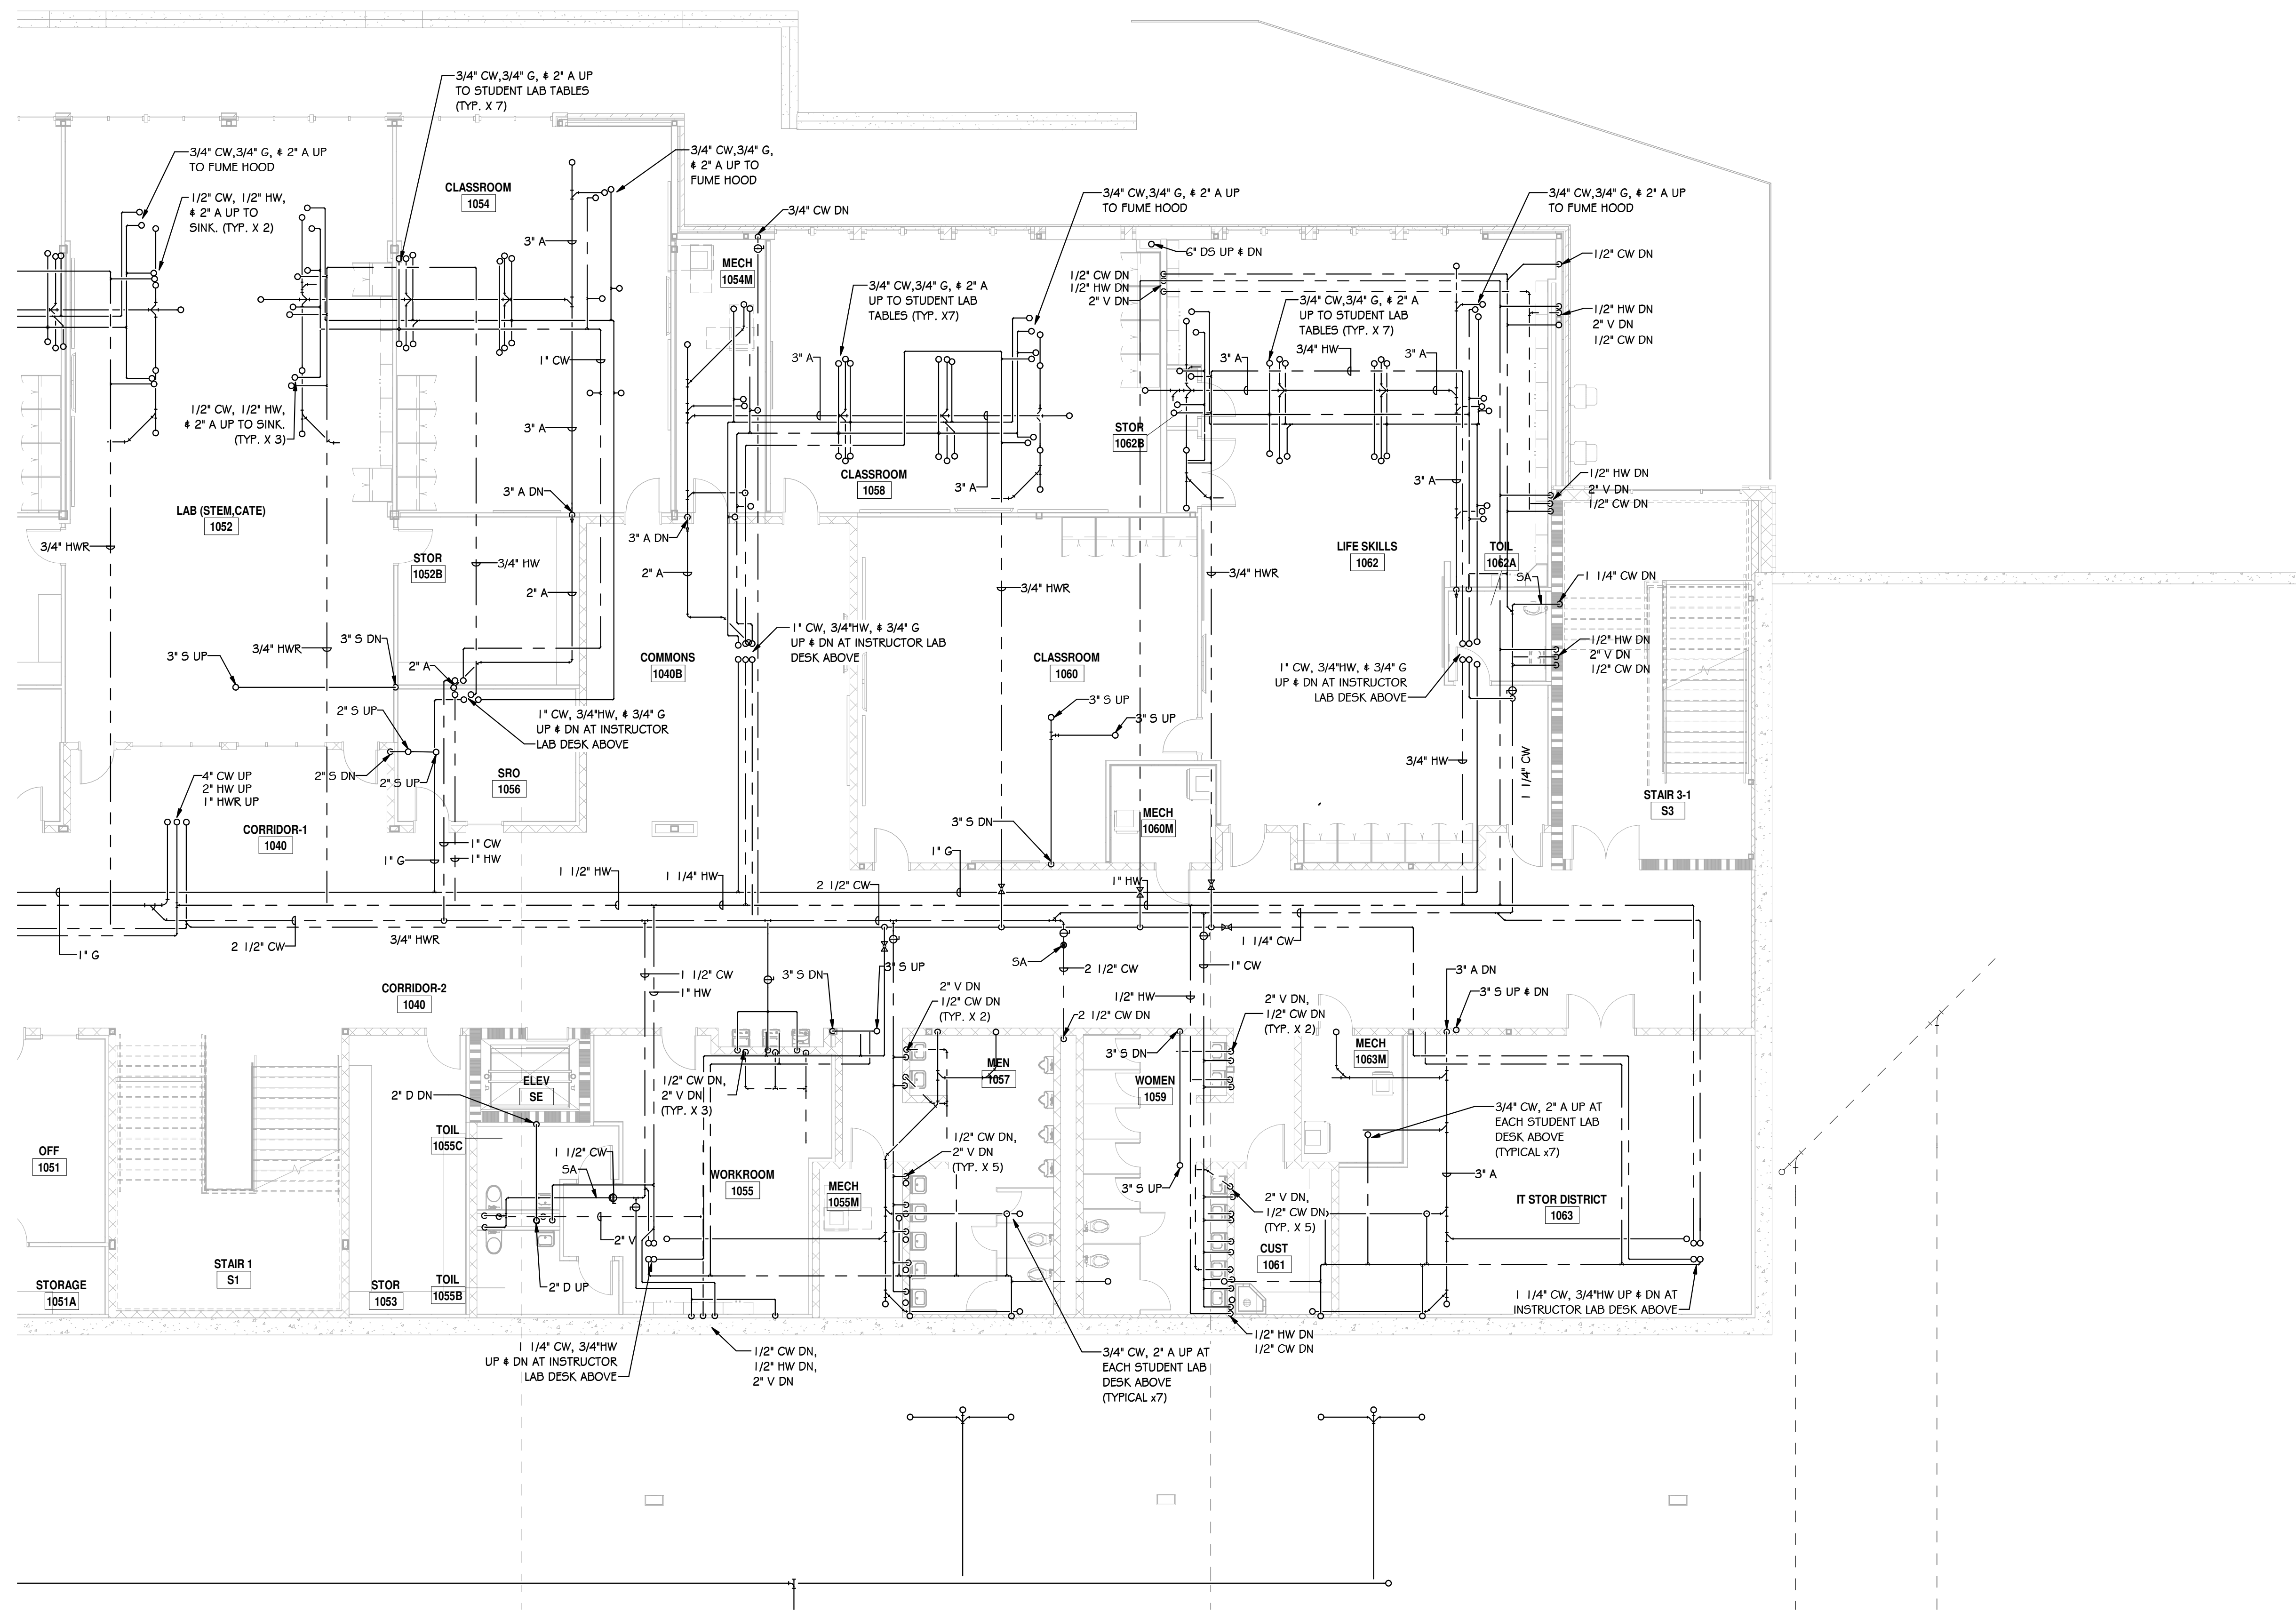 3/4" CW,3/4" G, & 2" A UP
TO STUDENT LAB TABLES
(TYP. X 7)
3/4" CW,3/4" G, & 2" A UP
TO FUME HOOD
3/4" CW,3/4" G,
& 2" A UP TO
FUME HOOD
CLASSROOM
1054
1/2" CW, 1/2" HW,
& 2" A UP TO
SINK. (TYP. X 2)
3/4" CW DN
3/4" CW,3/4" G, & 2" A UP
TO FUME HOOD
3/4" CW,3/4" G, & 2" A UP
TO FUME HOOD
3" A
6" DS UP & DN
1/2" CW DN
MECH
1054M
1/2" CW DN
1/2" HW DN
2" V DN
3/4" CW,3/4" G, & 2" A
UP TO STUDENT LAB
TABLES (TYP. X7)
3/4" CW,3/4" G, & 2" A
UP TO STUDENT LAB
TABLES (TYP. X 7)
1/2" HW DN
2" V DN
1/2" CW DN
1" CW
3" A
3" A
3/4" HW
3" A
1/2" CW, 1/2" HW,
& 2" A UP TO SINK.
(TYP. X 3)
3" A
STOR
1062B
CLASSROOM
1058
3" A
3" A
1/2" HW DN
2" V DN
1/2" CW DN
3" A DN
LAB (STEM,CATE)
1052
3/4" HWR
3" A DN
STOR
1052B
3/4" HW
2" A
2" A
3/4" HWR
3/4" HWR
LIFE SKILLS
1062
TOIL
1062A
SA
1 1/4" CW DN
3" S DN
3/4" HWR
3" S UP
2" A
COMMONS
1040B
1" CW, 3/4"HW, & 3/4" G
UP & DN AT INSTRUCTOR LAB
DESK ABOVE
CLASSROOM
1060
1" CW, 3/4"HW, & 3/4" G
UP & DN AT INSTRUCTOR
LAB DESK ABOVE
1/2" HW DN
2" V DN
1/2" CW DN
2" S UP
1" CW, 3/4"HW, & 3/4" G
UP & DN AT INSTRUCTOR
LAB DESK ABOVE
3" S UP
3" S UP
2" S DN
2" S UP
SRO
1056
3/4" HW
1 1/4" CW
4" CW UP
2" HW UP
1" HWR UP
CORRIDOR-1
1040
3" S DN
MECH
1060M
STAIR 3-1
S3
1" CW
1" HW
1" G
1" G
1 1/2" HW
1 1/4" HW
2 1/2" CW
1" HW
1" G
2 1/2" CW
3/4" HWR
1 1/4" CW
CORRIDOR-2
1040
1 1/2" CW
1" HW
3" S DN
3" S UP
SA
2 1/2" CW
1" CW
1/2" HW
3" A DN
3" S UP & DN
2" V DN
1/2" CW DN
(TYP. X 2)
2 1/2" CW DN
2" V DN,
1/2" CW DN
(TYP. X 2)
3" S DN
MECH
1063M
MEN
1057
WOMEN
1059
ELEV
SE
1/2" CW DN,
2" V DN
(TYP. X 3)
2" D DN
3/4" CW, 2" A UP AT
EACH STUDENT LAB
DESK ABOVE
(TYPICAL x7)
OFF
1051
TOIL
1055C
1 1/2" CW
SA
1/2" CW DN,
2" V DN
(TYP. X 5)
WORKROOM
1055
MECH
1055M
3" S UP
3" A
2" V DN,
1/2" CW DN
(TYP. X 5)
IT STOR DISTRICT
1063
2" V
CUST
1061
STAIR 1
S1
STORAGE
1051A
STOR
1053
TOIL
1055B
2" D UP
1 1/4" CW, 3/4"HW UP & DN AT
INSTRUCTOR LAB DESK ABOVE
1/2" HW DN
1/2" CW DN
1 1/4" CW, 3/4"HW
UP & DN AT INSTRUCTOR
LAB DESK ABOVE
1/2" CW DN,
1/2" HW DN,
2" V DN
3/4" CW, 2" A UP AT
EACH STUDENT LAB
DESK ABOVE
(TYPICAL x7)